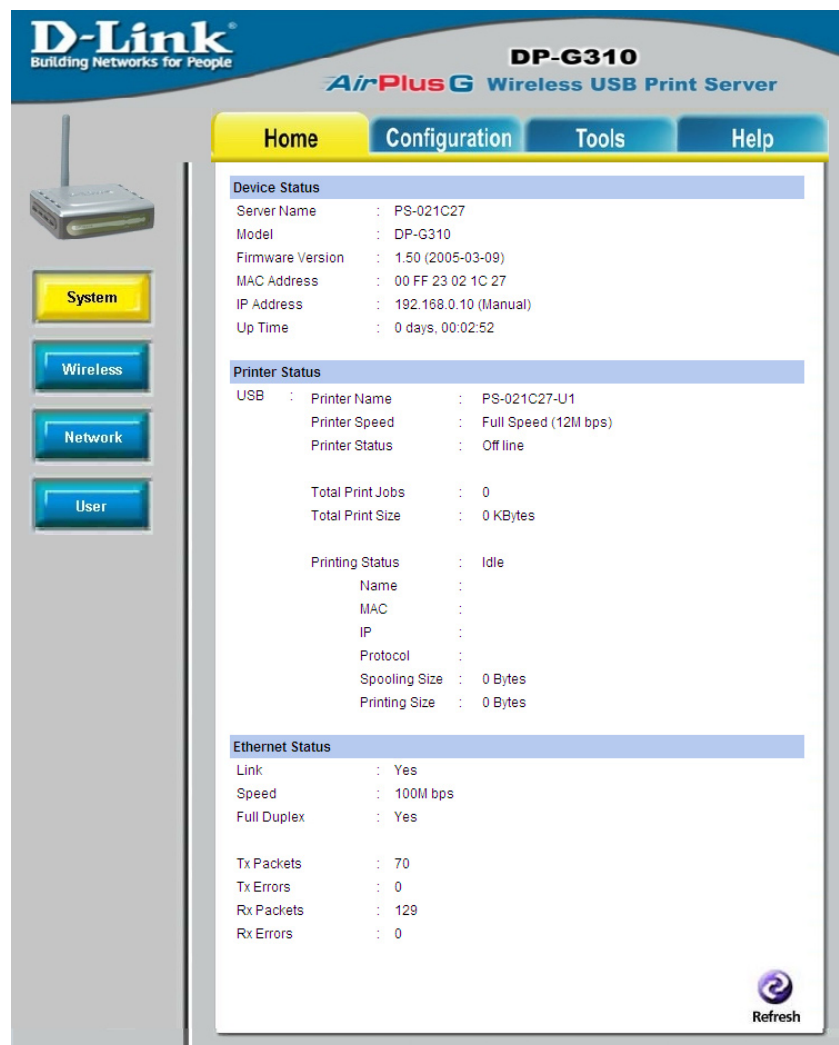 D-Link®
Building Networks for People
DP-G310
AirPlus G Wireless USB Print Server
Home Configuration Tools Help
System
Wireless
Network
User
Device Status
Server Name : PS-021C27
Model : DP-G310
Firmware Version : 1.50 (2005-03-09)
MAC Address : 00 FF 23 02 1C 27
IP Address : 192.168.0.10 (Manual)
Up Time : 0 days, 00:02:52
Printer Status
USB : Printer Name : PS-021C27-U1
Printer Speed : Full Speed (12M bps)
Printer Status : Off line
Total Print Jobs : 0
Total Print Size : 0 KBytes
Printing Status : Idle
Name :
MAC :
IP :
Protocol :
Spooling Size : 0 Bytes
Printing Size : 0 Bytes
Ethernet Status
Link : Yes
Speed : 100M bps
Full Duplex : Yes
Tx Packets : 70
Tx Errors : 0
Rx Packets : 129
Rx Errors : 0
Refresh